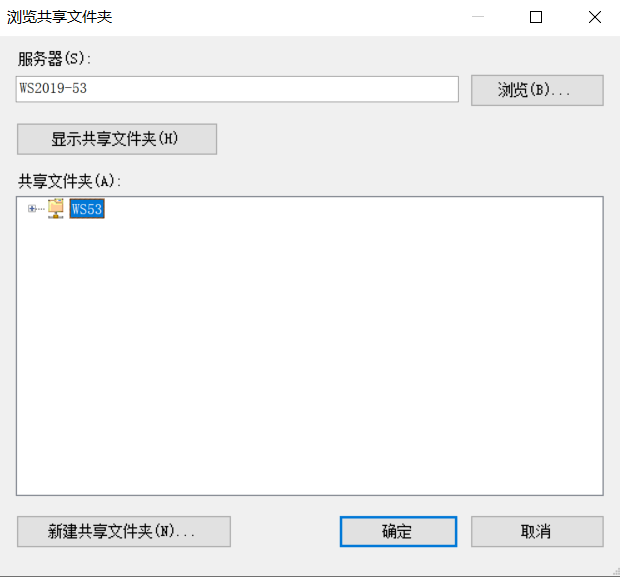 浏览共享文件夹
服务器(S):
WS2019-53
浏览(B)...
显示共享文件夹(H)
共享文件夹(A):
WS53
新建共享文件夹(N)...
确定
取消